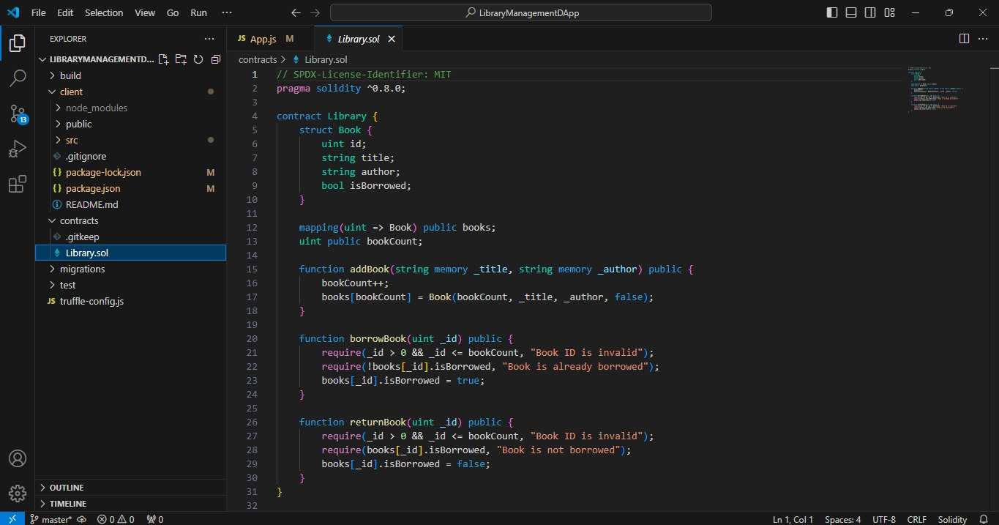 File Edit Selection View Go Run ···
LibraryManagementDApp
EXPLORER
JS App.js M
Library.sol
LIBRARYMANAGEMENTD...
contracts > Library.sol
build
client
node_modules
public
src
.gitignore
{} package-lock.json M
{} package.json M
README.md
contracts
.gitkeep
Library.sol
migrations
test
JS truffle-config.js
OUTLINE
TIMELINE
13
1 // SPDX-License-Identifier: MIT
2 pragma solidity ^0.8.0;
3
4 contract Library {
5 struct Book {
6 uint id;
7 string title;
8 string author;
9 bool isBorrowed;
10 }
11
12 mapping(uint => Book) public books;
13 uint public bookCount;
14
15 function addBook(string memory _title, string memory _author) public {
16 bookCount++;
17 books[bookCount] = Book(bookCount, _title, _author, false);
18 }
19
20 function borrowBook(uint _id) public {
21 require(_id > 0 && _id <= bookCount, "Book ID is invalid");
22 require(!books[_id].isBorrowed, "Book is already borrowed");
23 books[_id].isBorrowed = true;
24 }
25
26 function returnBook(uint _id) public {
27 require(_id > 0 && _id <= bookCount, "Book ID is invalid");
28 require(books[_id].isBorrowed, "Book is not borrowed");
29 books[_id].isBorrowed = false;
30 }
31 }
32
master* 0 0 0
Ln 1, Col 1 Spaces: 4 UTF-8 CRLF Solidity